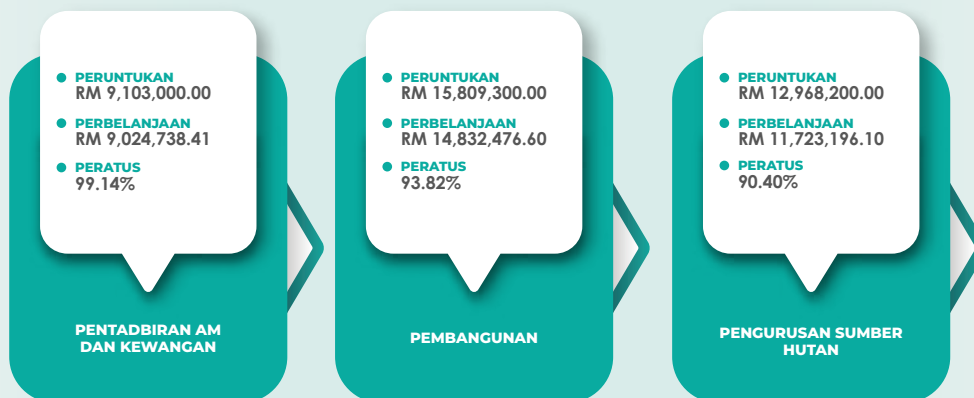 PERUNTUKAN
RM 9,103,000.00
PERBELANJAAN
RM 9,024,738.41
PERATUS
99.14%
PENTADBIRAN AM
DAN KEWANGAN
PERUNTUKAN
RM 15,809,300.00
PERBELANJAAN
RM 14,832,476.60
PERATUS
93.82%
PEMBANGUNAN
PERUNTUKAN
RM 12,968,200.00
PERBELANJAAN
RM 11,723,196.10
PERATUS
90.40%
PENGURUSAN SUMBER
HUTAN